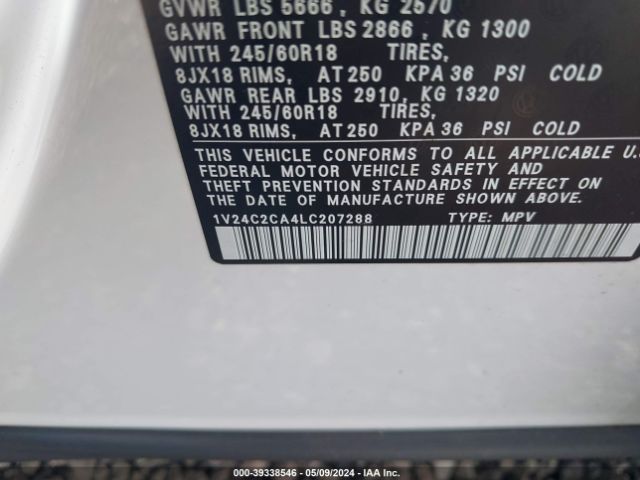 GVWR LBS 5666 , KG 2570
GAWR FRONT LBS 2866 , KG 1300
WITH 245/60R18 TIRES,
8JX18 RIMS, AT 250 KPA 36 PSI COLD
GAWR REAR LBS 2910, KG 1320
WITH 245/60R18 TIRES,
8JX18 RIMS, AT 250 KPA 36 PSI COLD
THIS VEHICLE CONFORMS TO ALL APPLICABLE U.S
FEDERAL MOTOR VEHICLE SAFETY AND
THEFT PREVENTION STANDARDS IN EFFECT ON
THE DATE OF MANUFACTURE SHOWN ABOVE.
1V24C2CA4LC207288 TYPE: MPV
000-39338546 - 05/09/2024 - IAA Inc.